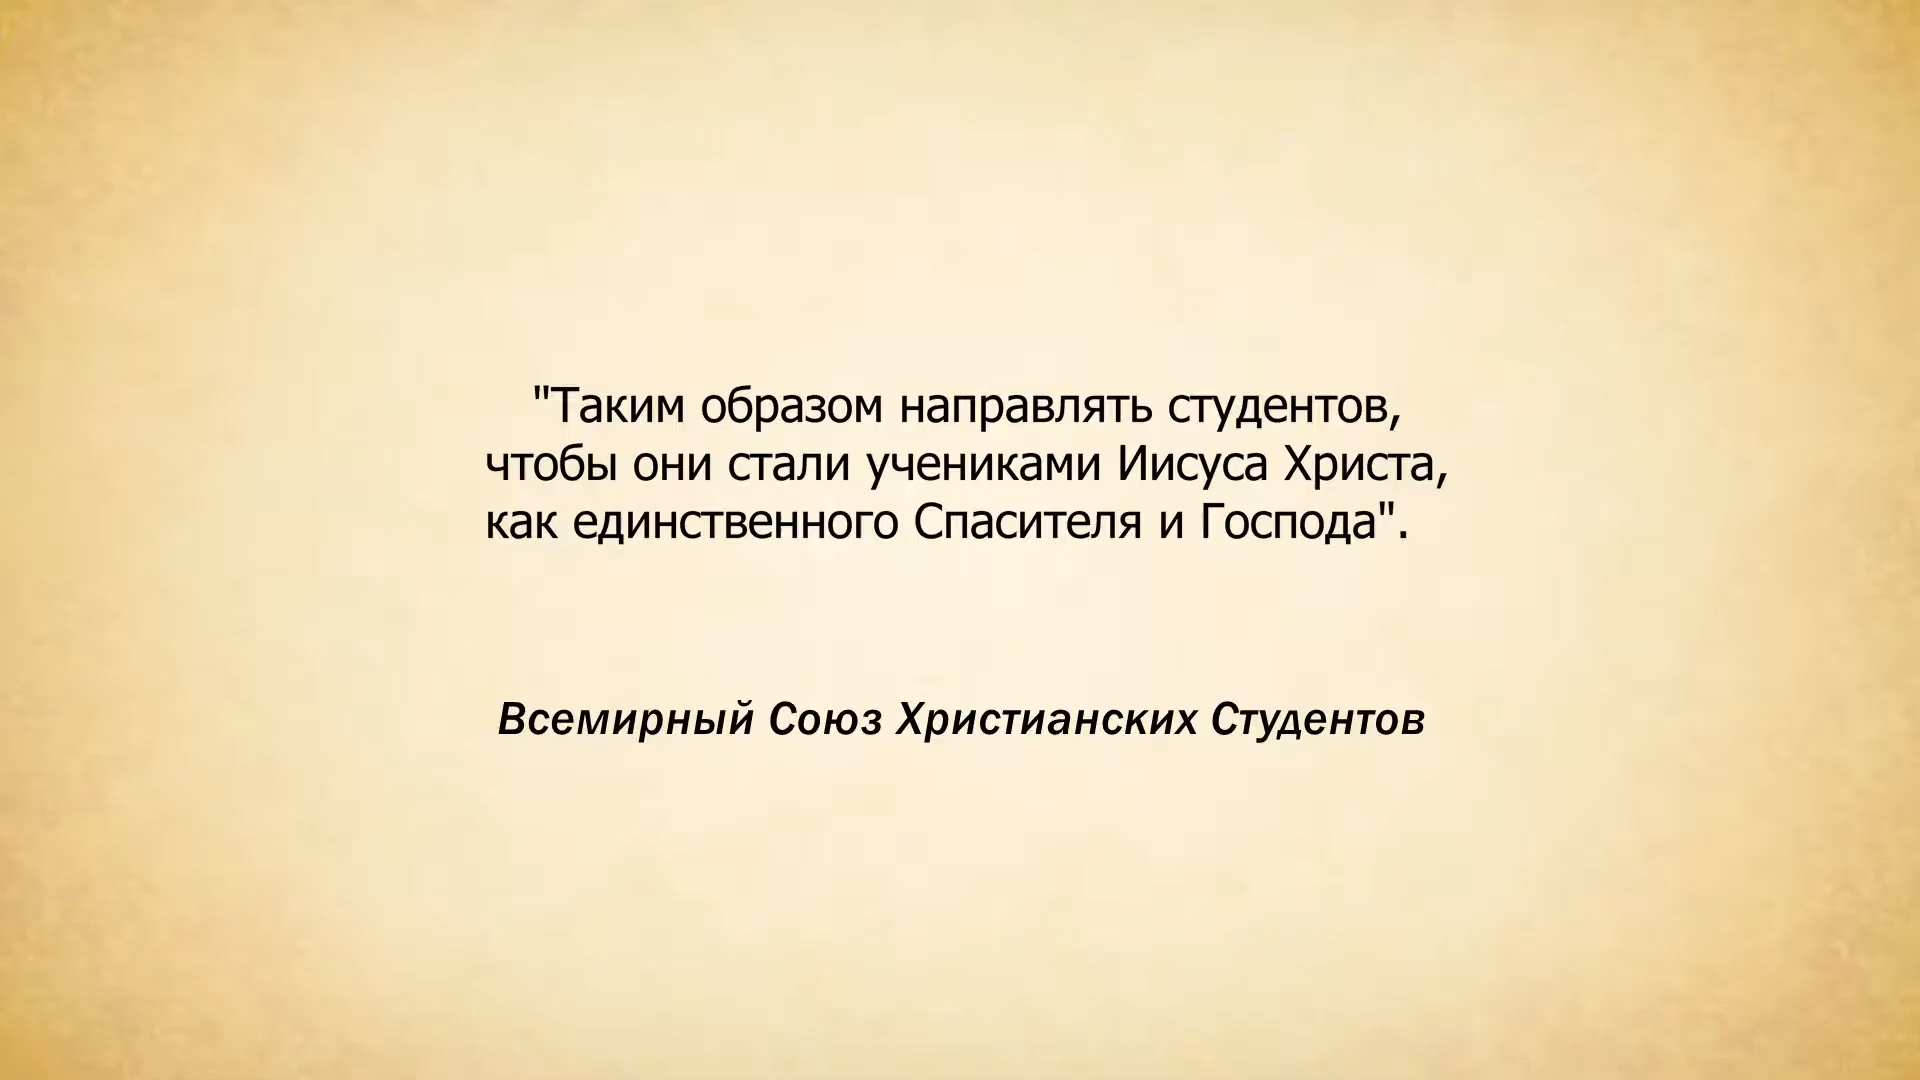 "Таким образом направлять студентов,
чтобы они стали учениками Иисуса Христа,
как единственного Спасителя и Господа".
Всемирный Союз Христианских Студентов